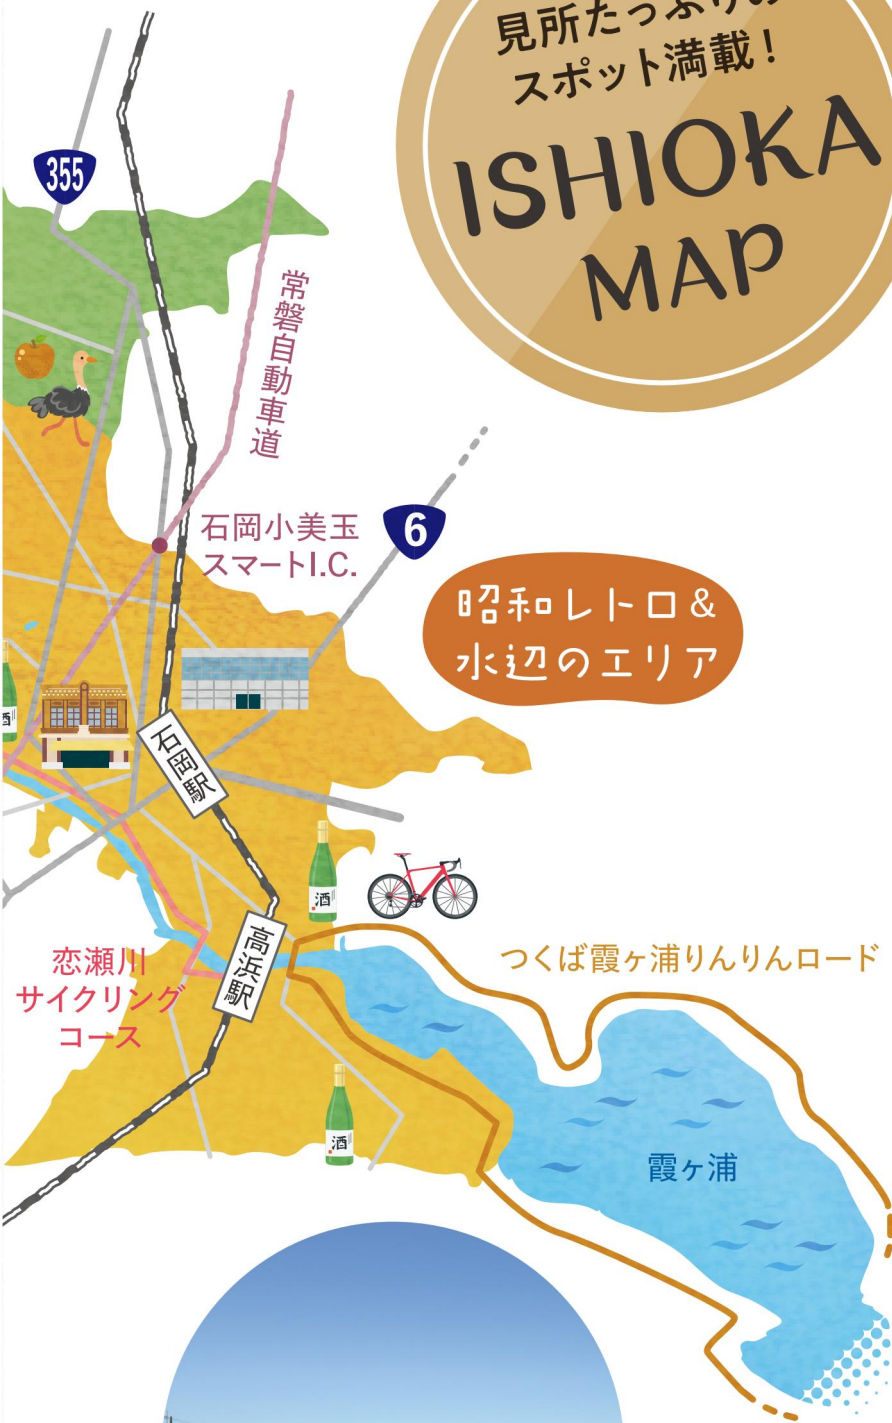 見所たっぷりの
スポット満載!
ISHIOKA
MAP
355
常磐自動車道
石岡小美玉
スマートI.C.
6
昭和レトロ&
水辺のエリア
酒
石岡駅
酒
高浜駅
つくば霞ヶ浦りんりんロード
恋瀬川
サイクリング
コース
酒
霞ヶ浦